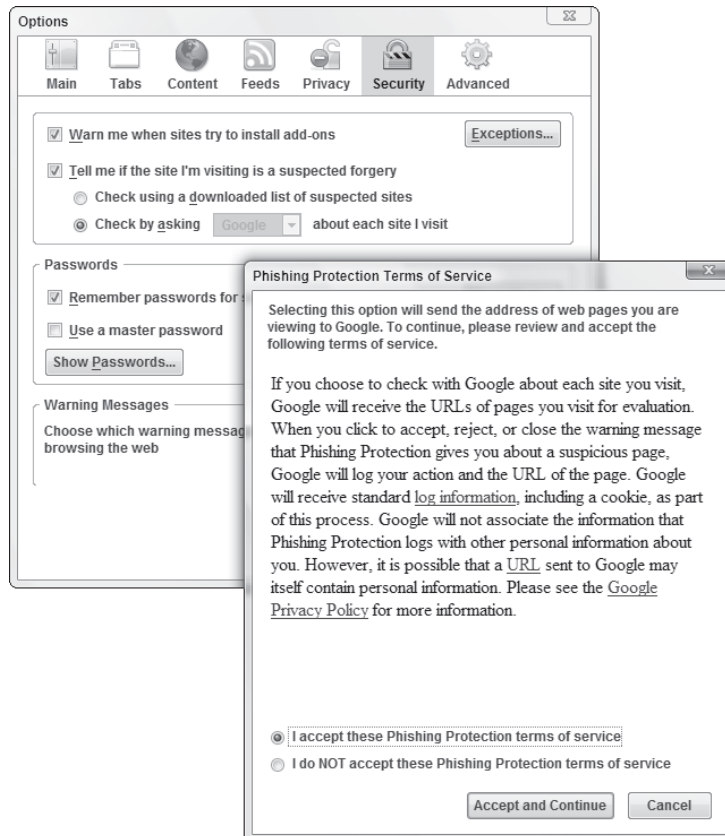 Options
Main Tabs Content Feeds Privacy Security Advanced
Warn me when sites try to install add-ons
Exceptions...
Tell me if the site I'm visiting is a suspected forgery
Check using a downloaded list of suspected sites
Check by asking Google about each site I visit
Passwords
Remember passwords for
Use a master password
Show Passwords...
Warning Messages
Choose which warning
browsing the web
Phishing Protection Terms of Service
Selecting this option will send the address of web pages you are
viewing to Google. To continue, please review and accept the
following terms of service.
If you choose to check with Google about each site you visit,
Google will receive the URLs of pages you visit for evaluation.
When you click to accept, reject, or close the warning message
that Phishing Protection gives you about a suspicious page,
Google will log your action and the URL of the page. Google
will receive standard log information, including a cookie, as part
of this process. Google will not associate the information that
Phishing Protection logs with other personal information about
you. However, it is possible that a URL sent to Google may
itself contain personal information. Please see the Google
Privacy Policy for more information.
I accept these Phishing Protection terms of service
I do NOT accept these Phishing Protection terms of service
Accept and Continue
Cancel